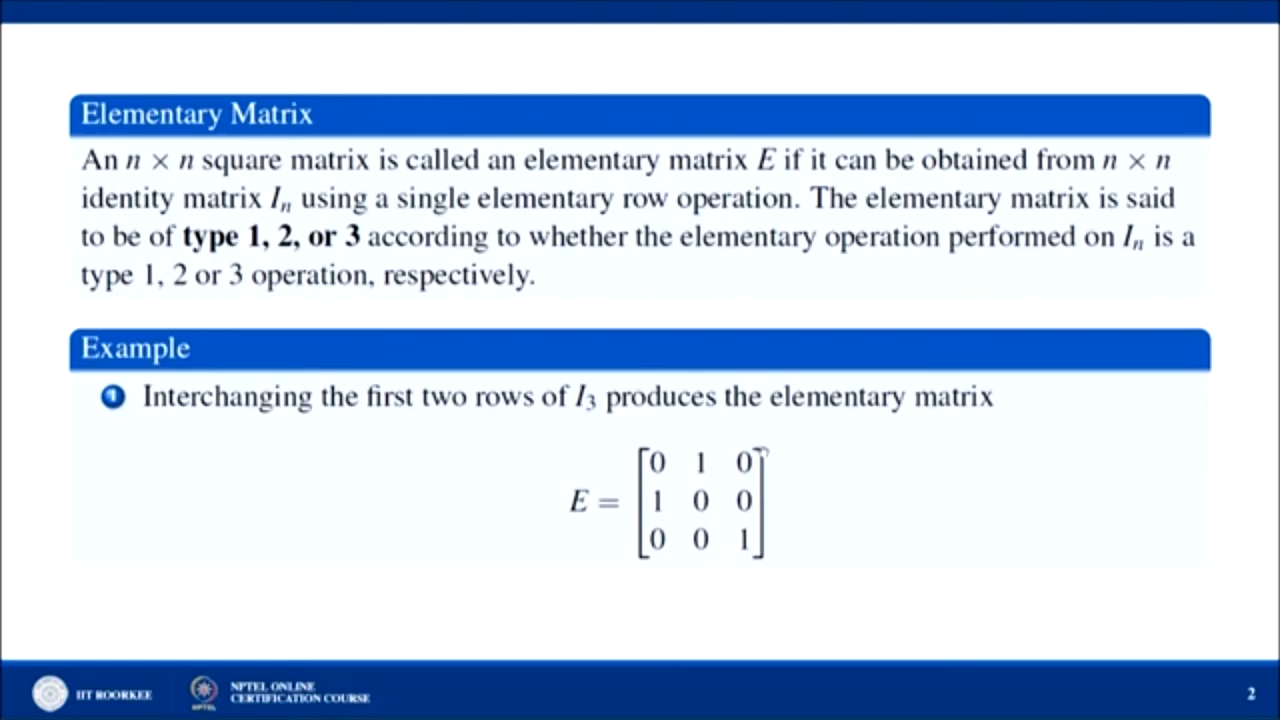 Elementary Matrix
An n × n square matrix is called an elementary matrix E if it can be obtained from n × n
identity matrix Iₙ using a single elementary row operation. The elementary matrix is said
to be of type 1, 2, or 3 according to whether the elementary operation performed on Iₙ is a
type 1, 2 or 3 operation, respectively.
Example
1 Interchanging the first two rows of I₃ produces the elementary matrix
0 1 0
E = 1 0 0
0 0 1
IIT ROORKEE
NPTEL
NPTEL ONLINE
CERTIFICATION COURSE
2